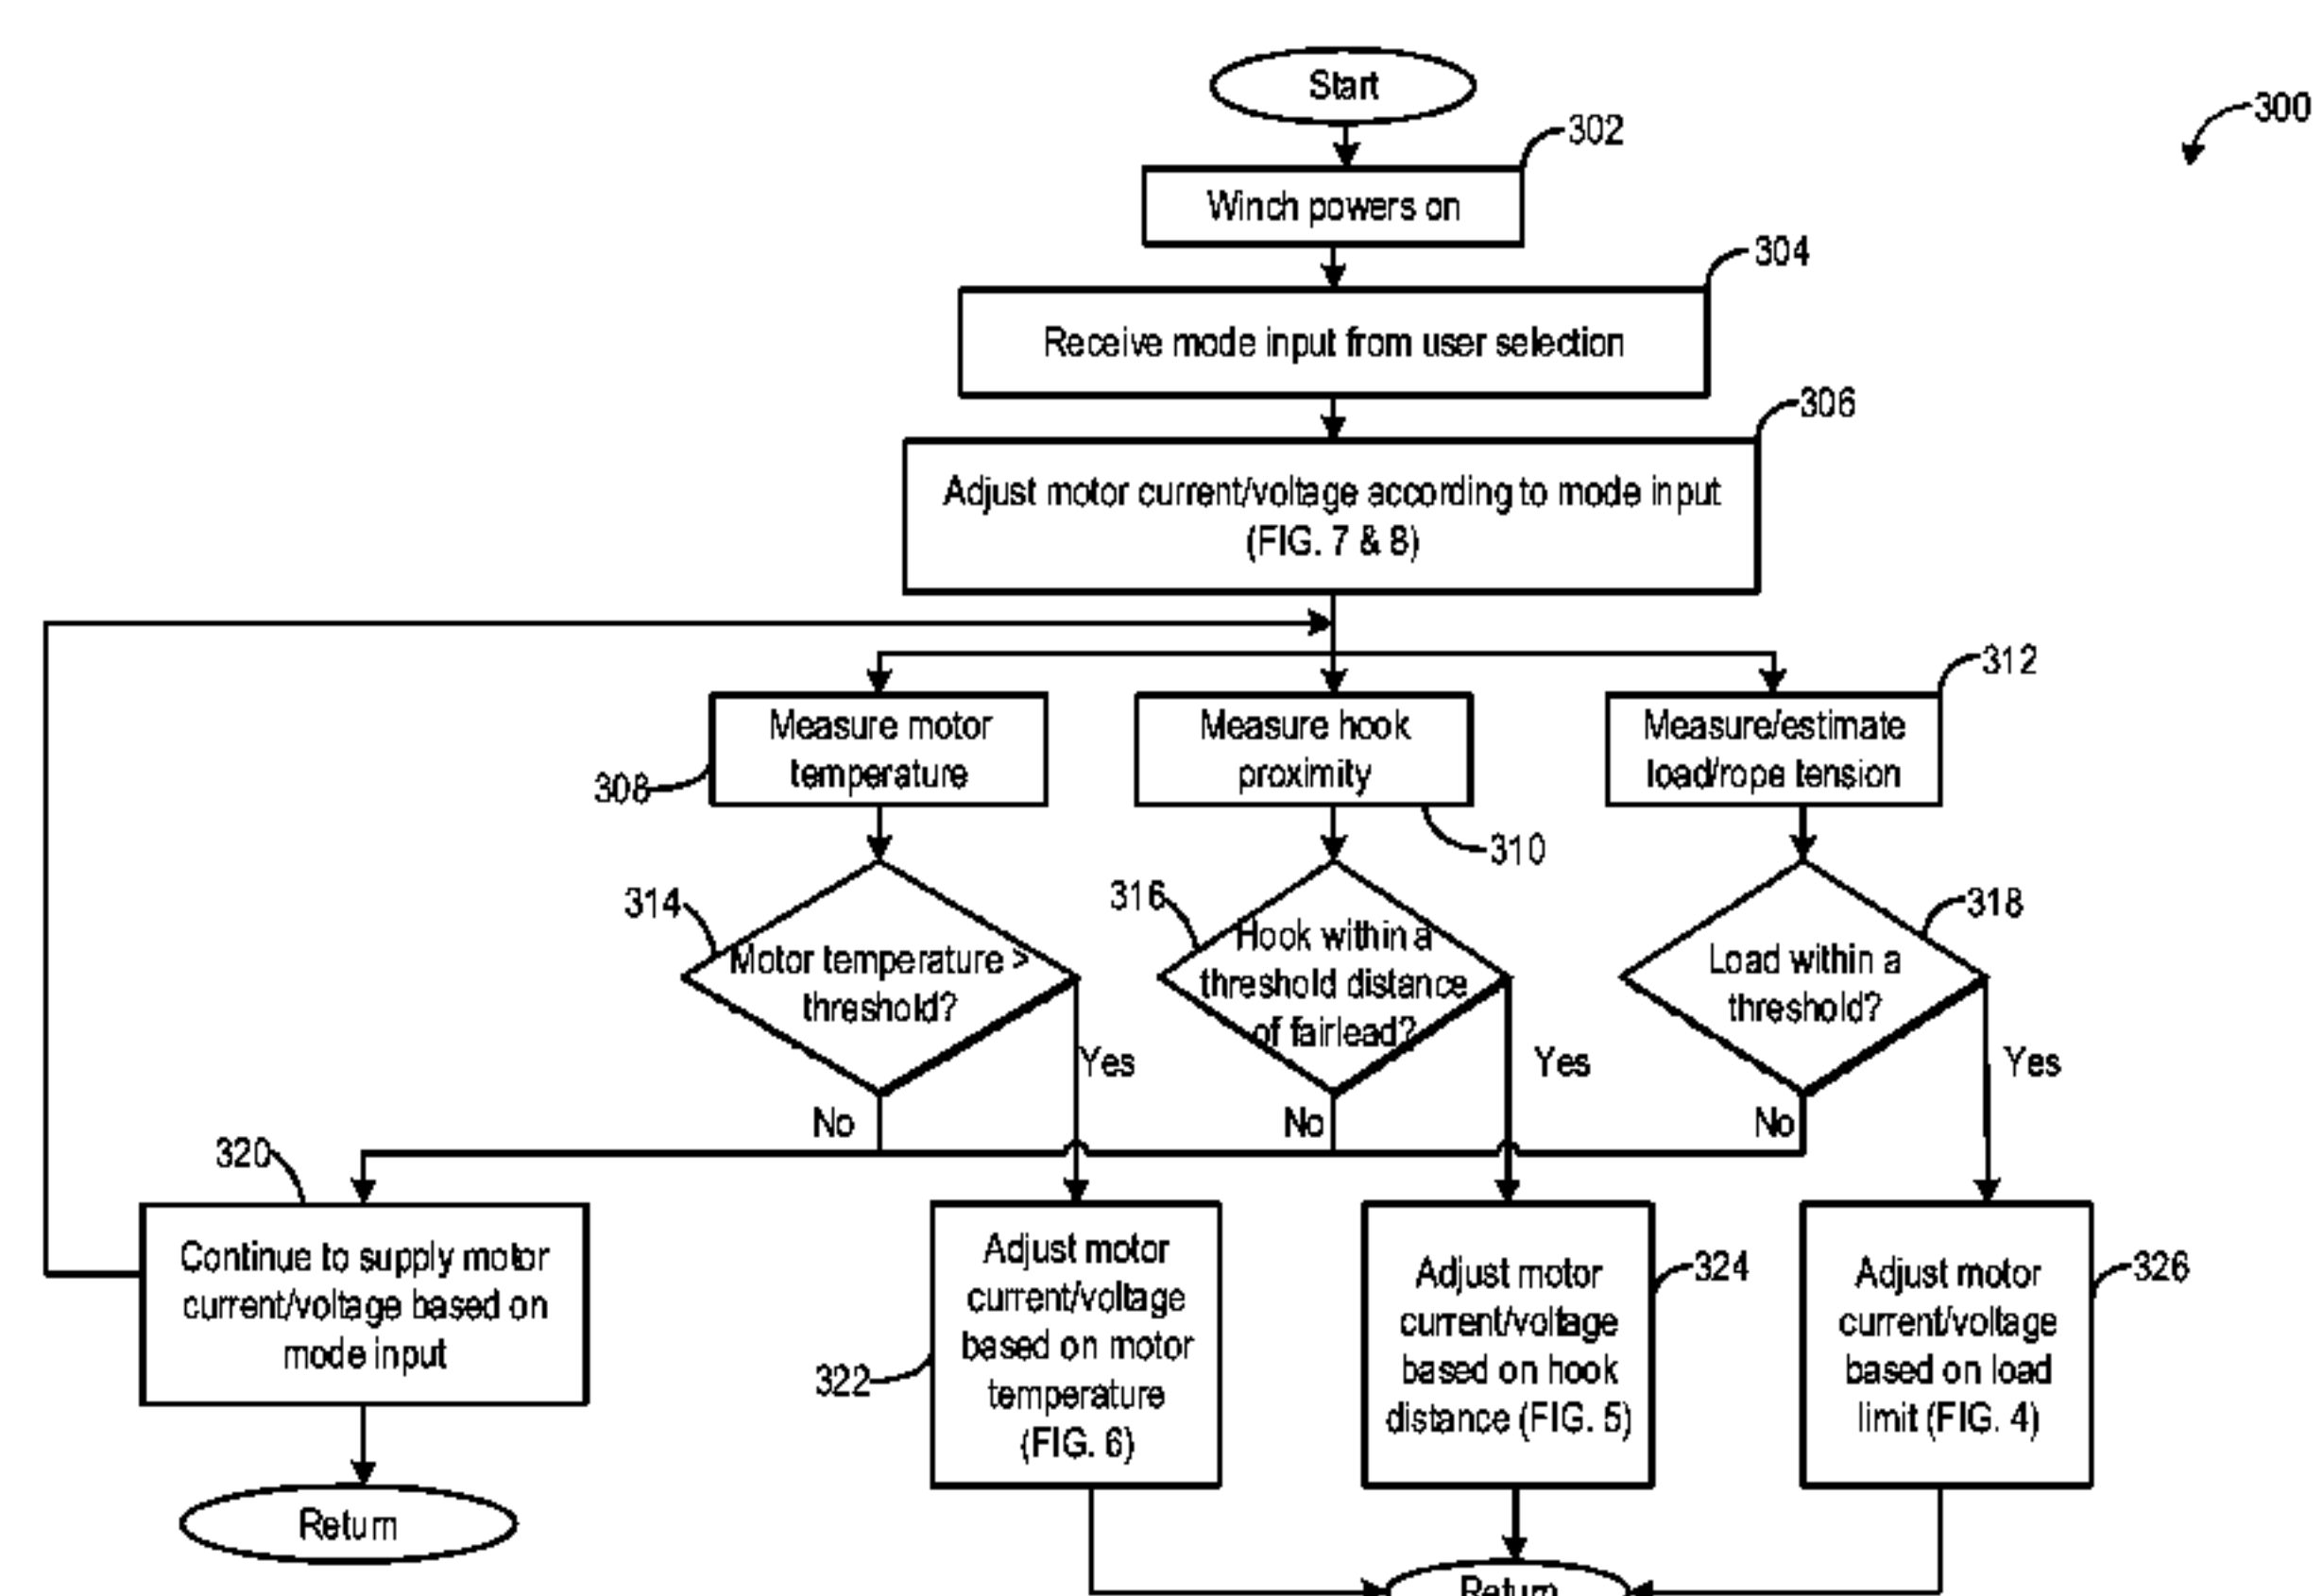 Start
300
302
Winch powers on
304
Receive mode input from user selection
306
Adjust motor current/voltage according to mode input
(FIG. 7 & 8)
312
Measure motor
temperature
308
Measure hook
proximity
310
Measure/estimate
load/rope tension
314
Motor temperature >
threshold?
316
Hook within a
threshold distance
of fairlead?
318
Load within a
threshold?
Yes
Yes
Yes
No
No
No
320
Continue to supply motor
current/voltage based on
mode input
322
Adjust motor
current/voltage
based on motor
temperature
(FIG. 6)
324
Adjust motor
current/voltage
based on hook
distance (FIG. 5)
326
Adjust motor
current/voltage
based on load
limit (FIG. 4)
Return
Return